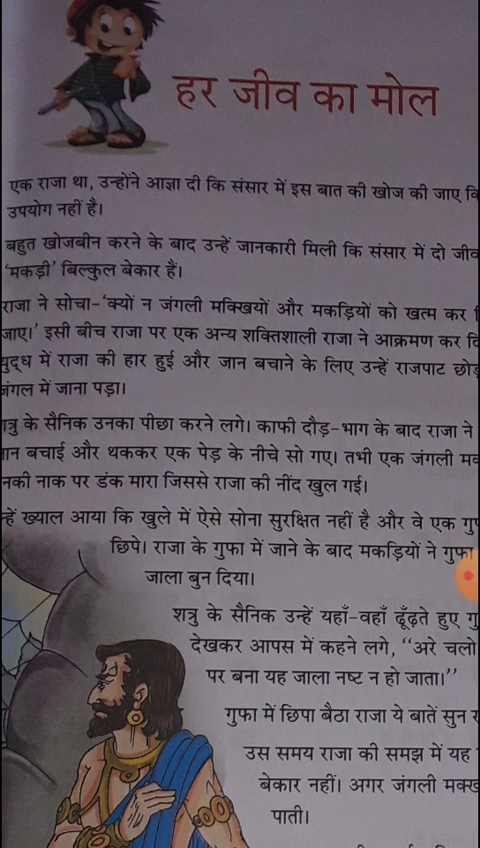 हर जीव का मोल
एक राजा था, उन्होंने आज्ञा दी कि संसार में इस बात की खोज की जाए
उपयोग नहीं है।
बहुत खोजबीन करने के बाद उन्हें जानकारी मिली कि संसार में दो जीव
'मकड़ी' बिल्कुल बेकार हैं।
राजा ने सोचा-'क्यों न जंगली मक्खियों और मकड़ियों को खत्म कर
जाए।' इसी बीच राजा पर एक अन्य शक्तिशाली राजा ने आक्रमण कर
युद्ध में राजा की हार हुई और जान बचाने के लिए उन्हें राजपाट
जंगल में जाना पड़ा।
के सैनिक उनका पीछा करने लगे। काफी दौड़-भाग के बाद राजा ने
बचाई और थककर एक पेड़ के नीचे सो गए। तभी एक जंगली
नाक पर डंक मारा जिससे राजा की नींद खुल गई।
ख्याल आया कि खुले में ऐसे सोना सुरक्षित नहीं है और वे एक
छिपे। राजा के गुफा में जाने के बाद मकड़ियों ने गुफा
जाला बुन दिया।
शत्रु के सैनिक उन्हें यहाँ-वहाँ ढूँढ़ते हुए
देखकर आपस में कहने लगे, "अरे चलो
पर बना यह जाला नष्ट न हो जाता।"
गुफा में छिपा बैठा राजा ये बातें सुन
उस समय राजा की समझ में यह
बेकार नहीं। अगर जंगली
पाती।